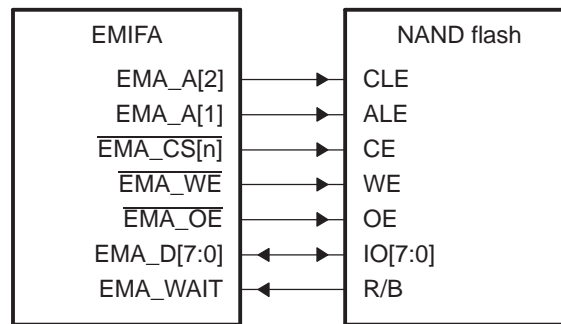 EMIFA NAND flash
EMA_A[2] CLE
EMA_A[1] ALE
EMA_CS[n] CE
EMA_WE WE
EMA_OE OE
EMA_D[7:0] IO[7:0]
EMA_WAIT R/B